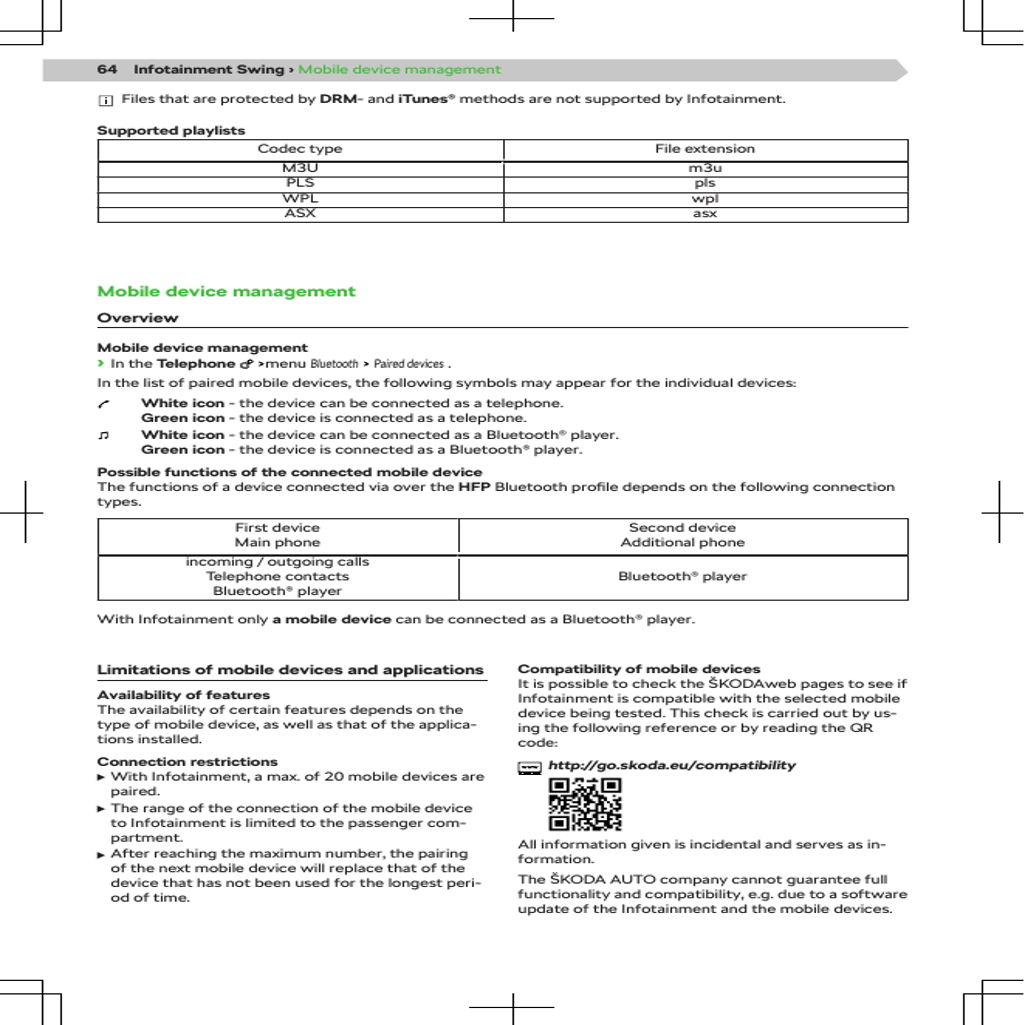 64 Infotainment Swing › Mobile device management
Files that are protected by DRM- and iTunes® methods are not supported by Infotainment.
Supported playlists
Codec type File extension
M3U m3u
PLS pls
WPL wpl
ASX asx
Mobile device management
Overview
Mobile device management
› In the Telephone >menu Bluetooth > Paired devices .
In the list of paired mobile devices, the following symbols may appear for the individual devices:
White icon - the device can be connected as a telephone.
Green icon - the device is connected as a telephone.
White icon - the device can be connected as a Bluetooth® player.
Green icon - the device is connected as a Bluetooth® player.
Possible functions of the connected mobile device
The functions of a device connected via over the HFP Bluetooth profile depends on the following connection
types.
First device Second device
Main phone Additional phone
incoming / outgoing calls
Telephone contacts Bluetooth® player
Bluetooth® player
With Infotainment only a mobile device can be connected as a Bluetooth® player.
Limitations of mobile devices and applications
Availability of features
The availability of certain features depends on the
type of mobile device, as well as that of the applica-
tions installed.
Connection restrictions
▶ With Infotainment, a max. of 20 mobile devices are
paired.
▶ The range of the connection of the mobile device
to Infotainment is limited to the passenger com-
partment.
▶ After reaching the maximum number, the pairing
of the next mobile device will replace that of the
device that has not been used for the longest peri-
od of time.
Compatibility of mobile devices
It is possible to check the ŠKODAweb pages to see if
Infotainment is compatible with the selected mobile
device being tested. This check is carried out by us-
ing the following reference or by reading the QR
code:
http://go.skoda.eu/compatibility
All information given is incidental and serves as in-
formation.
The ŠKODA AUTO company cannot guarantee full
functionality and compatibility, e.g. due to a software
update of the Infotainment and the mobile devices.